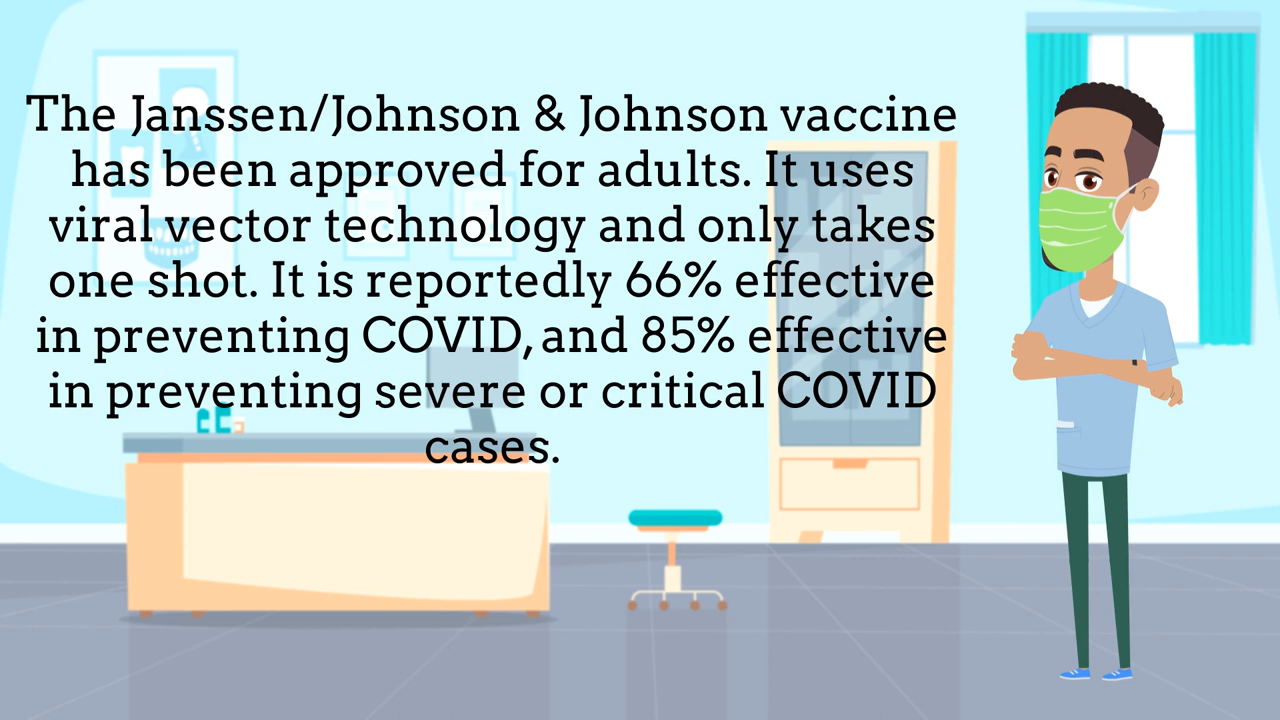 The Janssen/Johnson & Johnson vaccine
has been approved for adults. It uses
viral vector technology and only takes
one shot. It is reportedly 66% effective
in preventing COVID, and 85% effective
in preventing severe or critical COVID
cases.